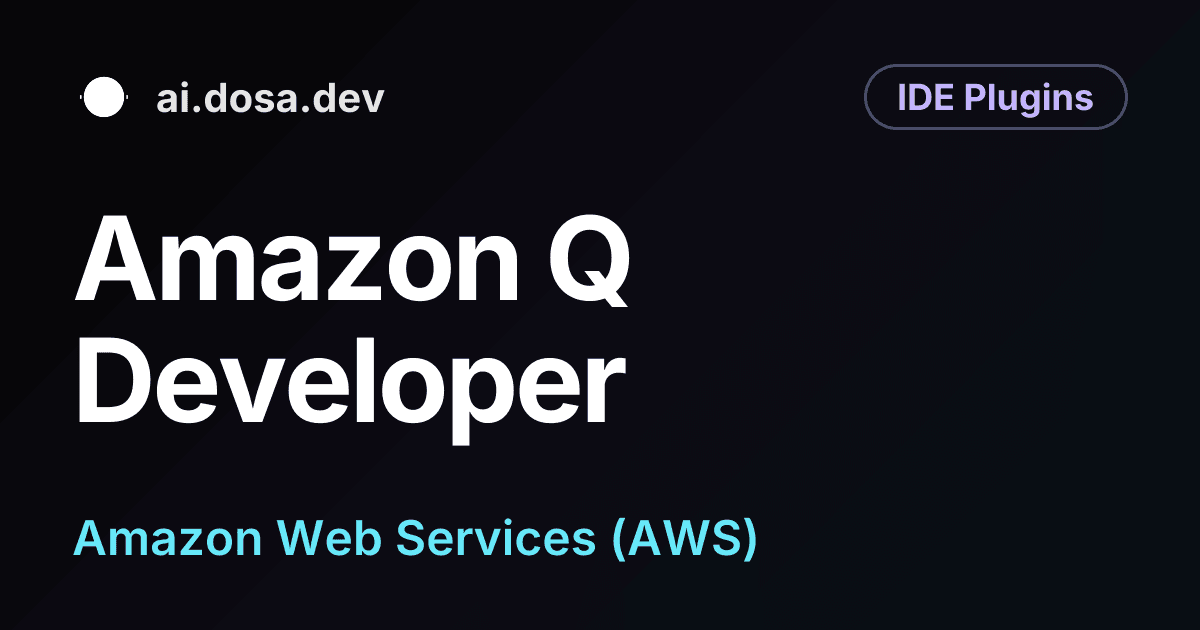 ai.dosa.dev
IDE Plugins
Amazon Q
Developer
Amazon Web Services (AWS)